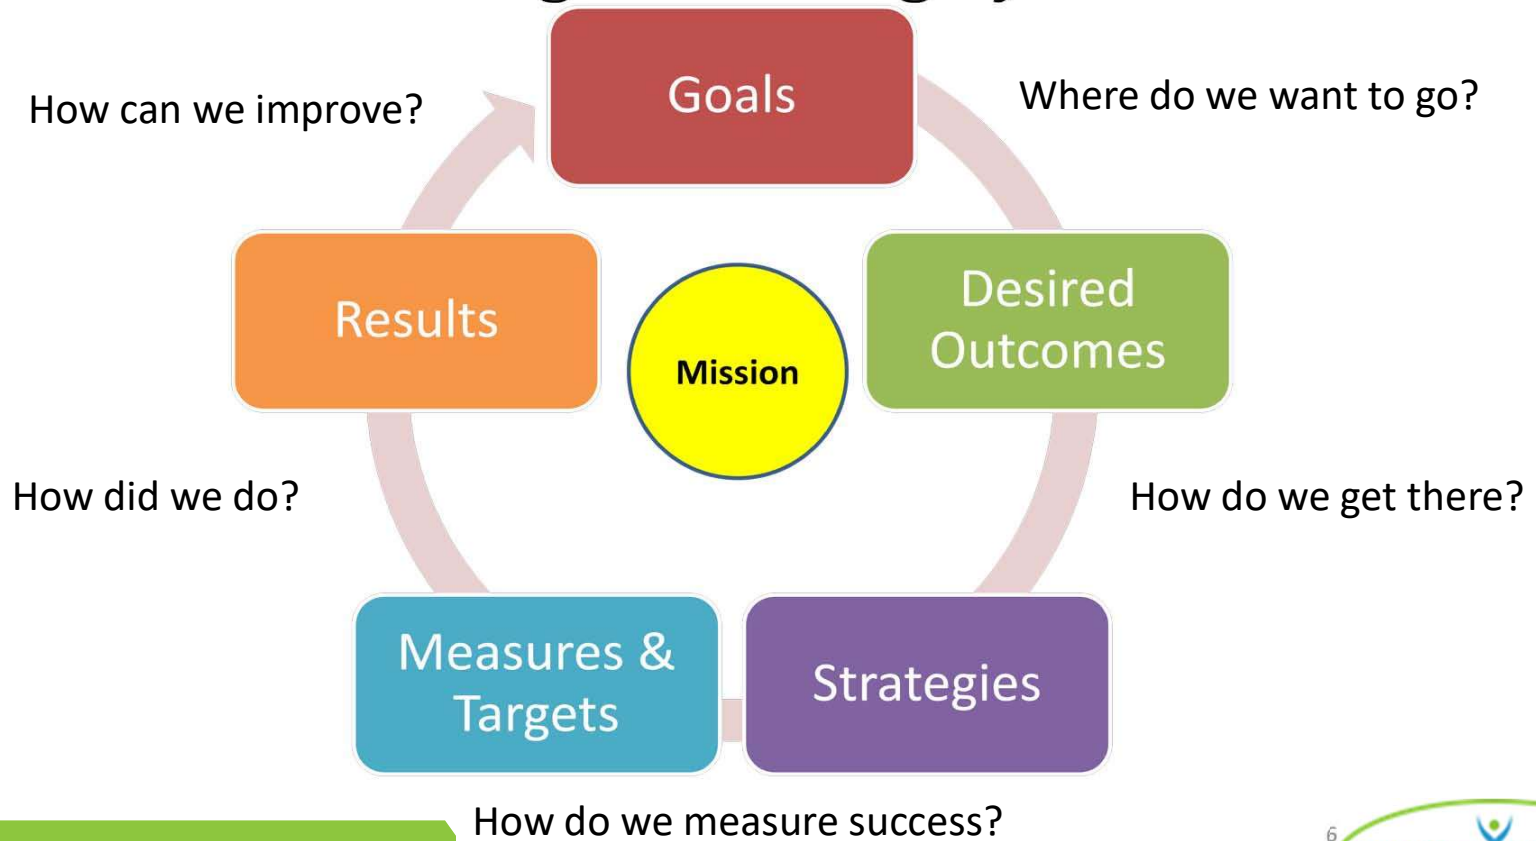 Goals
Where do we want to go?
How can we improve?
Desired
Outcomes
Results
Mission
How do we get there?
How did we do?
Strategies
Measures &
Targets
How do we measure success?
6